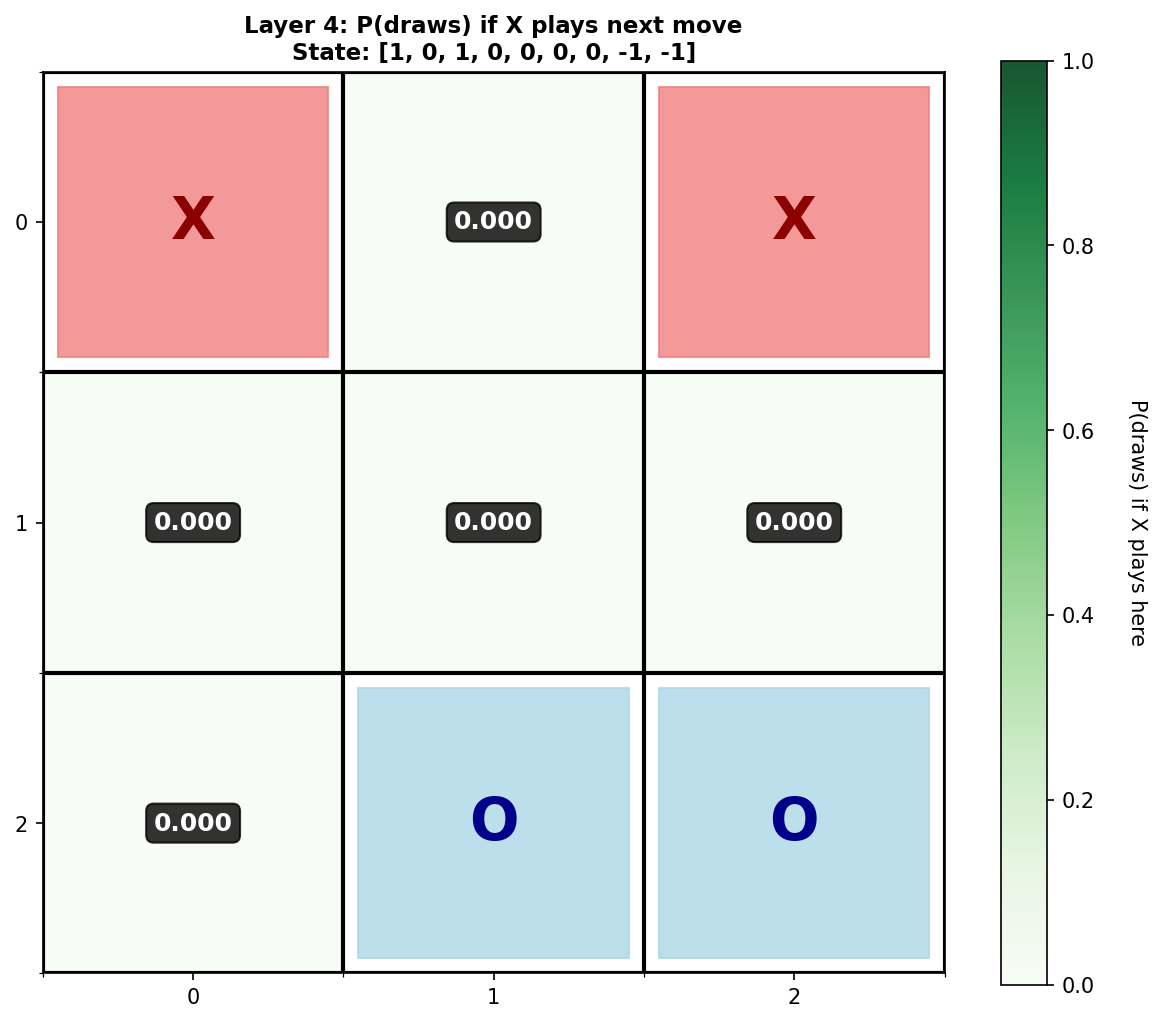 Layer 4: P(draws) if X plays next move
State: [1, 0, 1, 0, 0, 0, 0, -1, -1]
0
X
0.000
X
1
0.000
0.000
0.000
2
0.000
O
O
0
1
2
1.0
0.8
0.6
0.4
0.2
0.0
P(draws) if X plays here